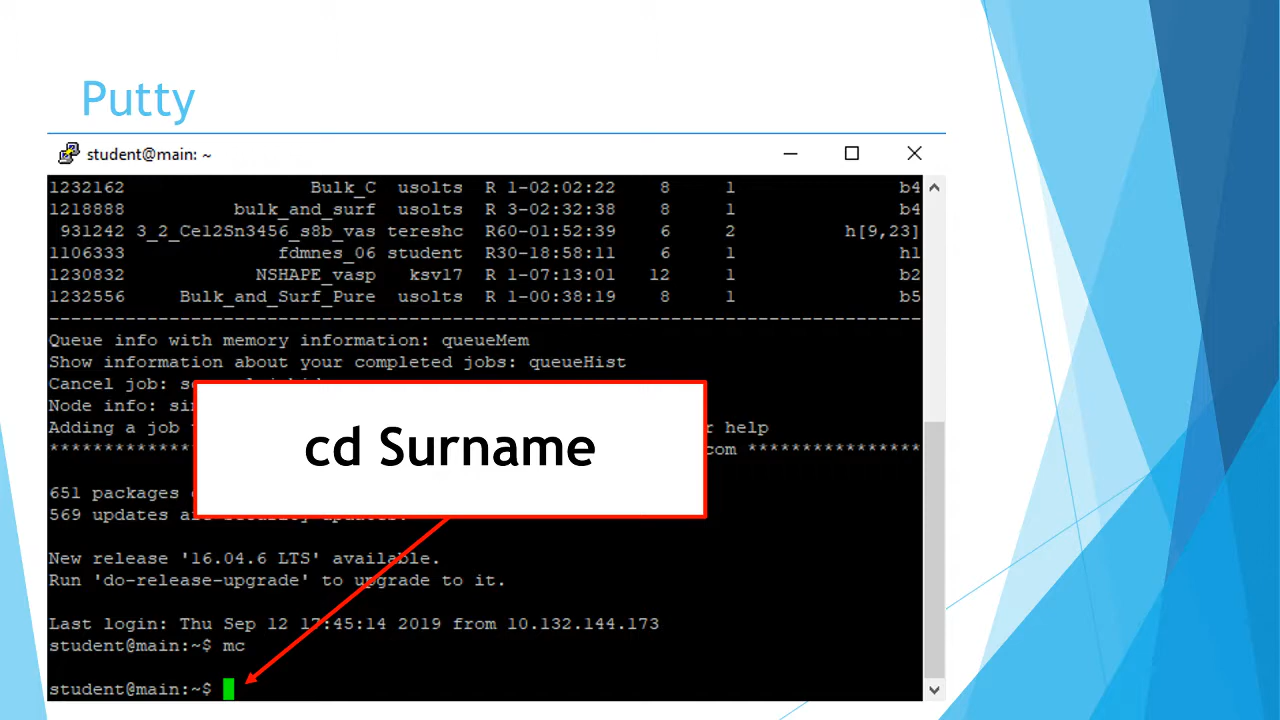 Putty
student@main: ~
1232162 Bulk_C usolts R 1-02:02:22 8 1 b4
1218888 bulk_and_surf usolts R 3-02:32:38 8 1 b4
931242 3_2_Ce12Sn3456_s8b_vas tereshc R60-01:52:39 6 2 h[9,23]
1106333 fdmnes_06 student R30-18:58:11 6 1 h1
1230832 NSHAPE_vasp ksv17 R 1-07:13:01 12 1 b2
1232556 Bulk_and_Surf_Pure usolts R 1-00:38:19 8 1 b5
--------------------------------------------------------------------------------
Queue info with memory information: queueMem
Show information about your completed jobs: queueHist
Cancel job:
Node info:
Adding a job r help
************* com ****************
cd Surname
651 packages
569 updates
New release '16.04.6 LTS' available.
Run 'do-release-upgrade' to upgrade to it.
Last login: Thu Sep 12 17:45:14 2019 from 10.132.144.173
student@main:~$ mc
student@main:~$